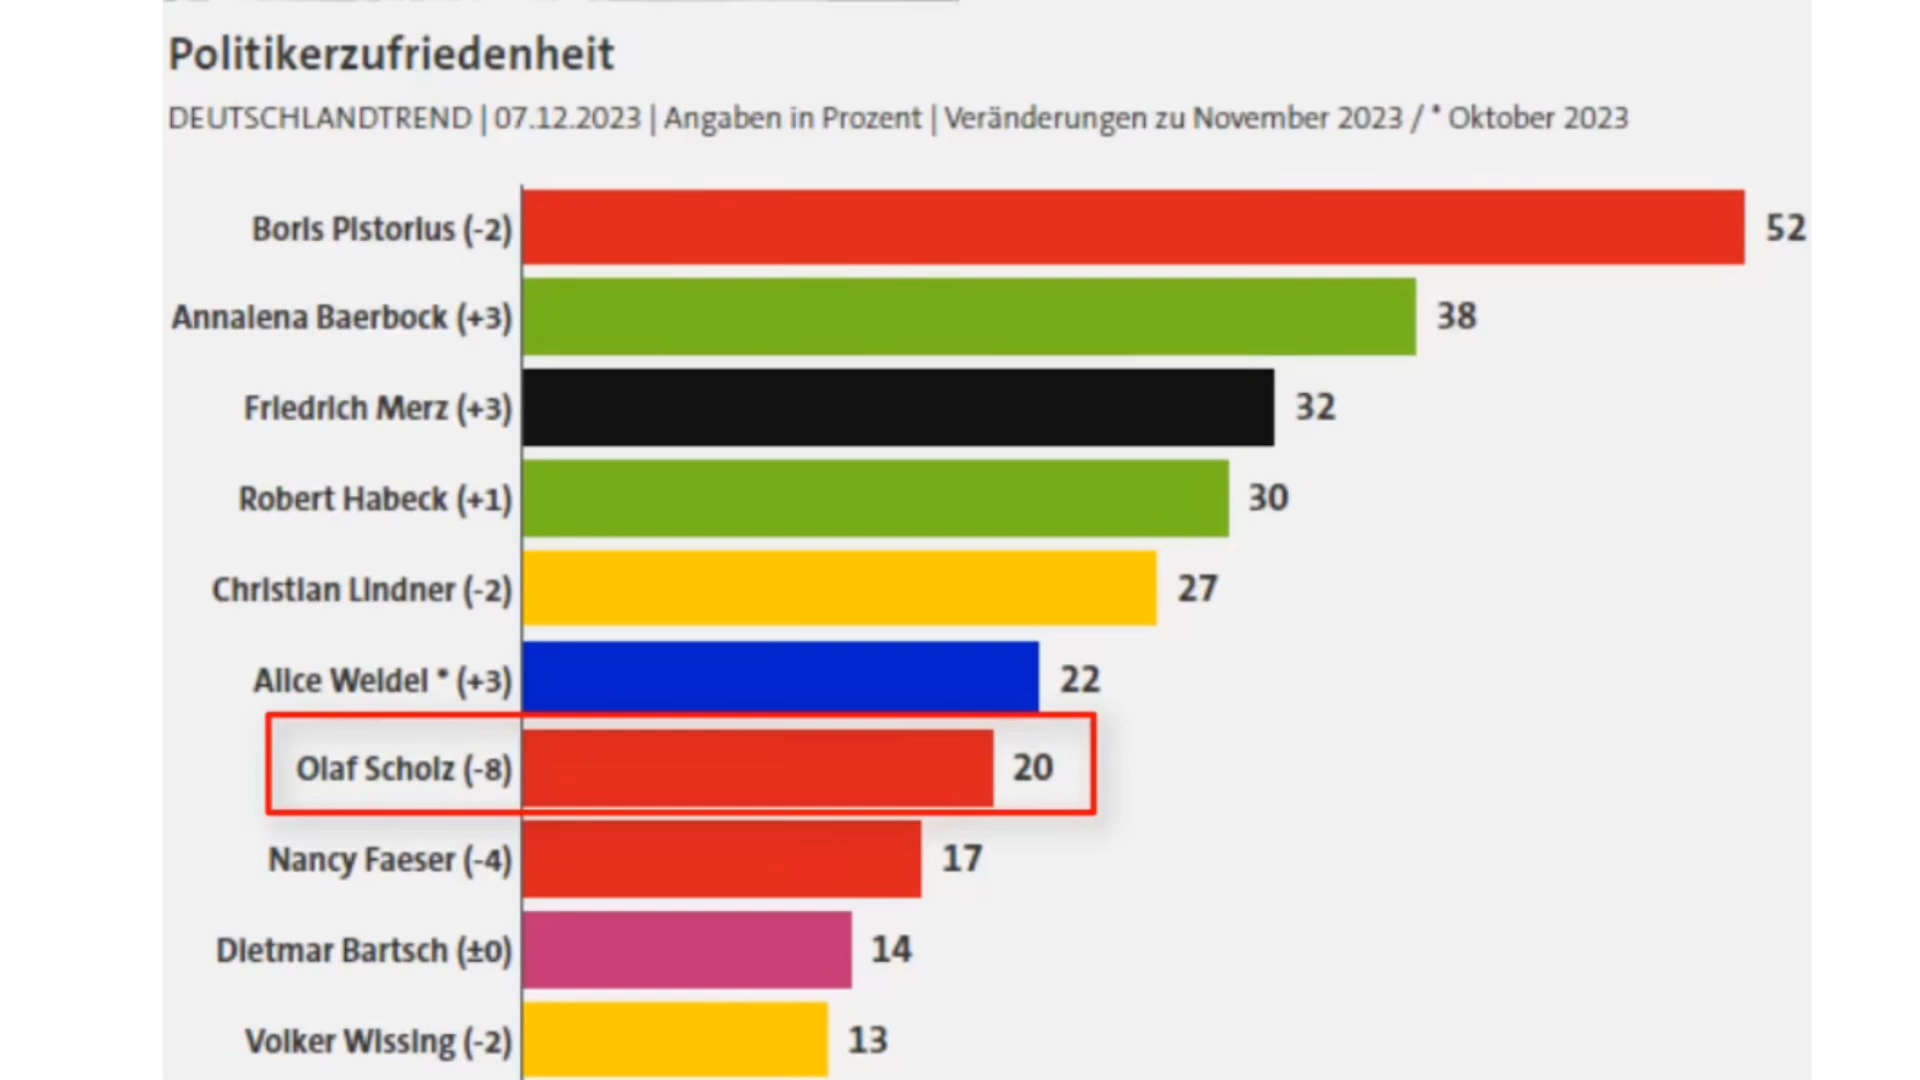 Politikerzufriedenheit
DEUTSCHLANDTREND | 07.12.2023 | Angaben in Prozent | Veränderungen zu November 2023 / * Oktober 2023
Boris Pistorius (-2) 52
Annalena Baerbock (+3) 38
Friedrich Merz (+3) 32
Robert Habeck (+1) 30
Christian Lindner (-2) 27
Alice Weidel * (+3) 22
Olaf Scholz (-8) 20
Nancy Faeser (-4) 17
Dietmar Bartsch (±0) 14
Volker Wissing (-2) 13